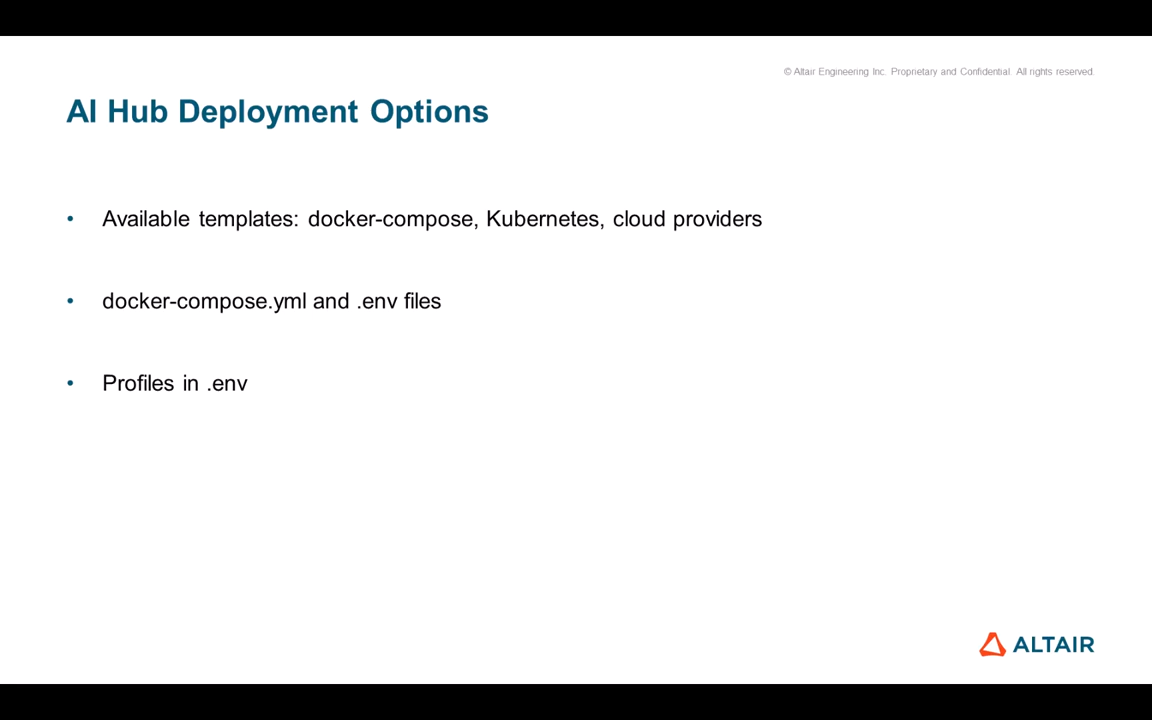 © Altair Engineering Inc. Proprietary and Confidential. All rights reserved.
AI Hub Deployment Options
• Available templates: docker-compose, Kubernetes, cloud providers
• docker-compose.yml and .env files
• Profiles in .env
ALTAIR